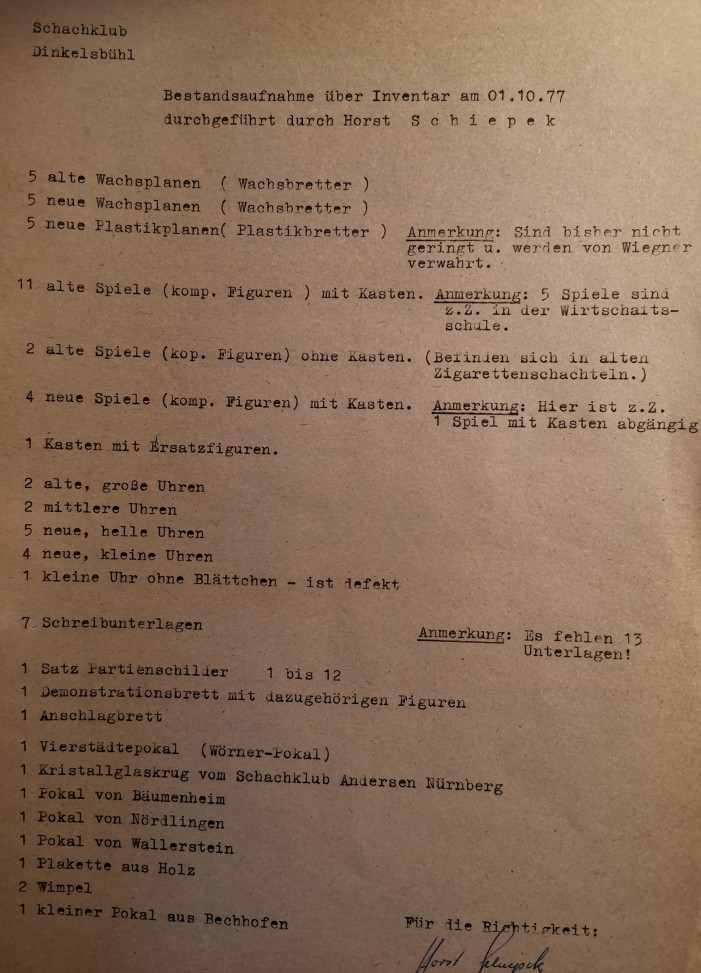 Schachklub
Dinkelsbühl
Bestandsaufnahme über Inventar am 01.10.77
durchgeführt durch Horst S c h i e p e k
5 alte Wachsplanen ( Wachsbretter )
5 neue Wachsplanen ( Wachsbretter )
5 neue Plastikplanen( Plastikbretter ) Anmerkung: Sind bisher nicht
geringt u. werden von Wiegner
verwahrt.
11 alte Spiele (komp. Figuren ) mit Kasten. Anmerkung: 5 Spiele sind
z.Z. in der Wirtschafts-
schule.
2 alte Spiele (kop. Figuren) ohne Kasten. (Befinden sich in alten
Zigarettenschachteln.)
4 neue Spiele (komp. Figuren) mit Kasten. Anmerkung: Hier ist z.Z.
1 Spiel mit Kasten abgängig
1 Kasten mit Ersatzfiguren.
2 alte, große Uhren
2 mittlere Uhren
5 neue, helle Uhren
4 neue, kleine Uhren
1 kleine Uhr ohne Blättchen - ist defekt
7 Schreibunterlagen Anmerkung: Es fehlen 13
Unterlagen!
1 Satz Partienschilder 1 bis 12
1 Demonstrationsbrett mit dazugehörigen Figuren
1 Anschlagbrett
1 Vierstädtepokal (Wörner-Pokal)
1 Kristallglaskrug vom Schachklub Andersen Nürnberg
1 Pokal von Bäumenheim
1 Pokal von Nördlingen
1 Pokal von Wallerstein
1 Plakette aus Holz
2 Wimpel
1 kleiner Pokal aus Bechhofen
Für die Richtigkeit:
Horst Schiepek